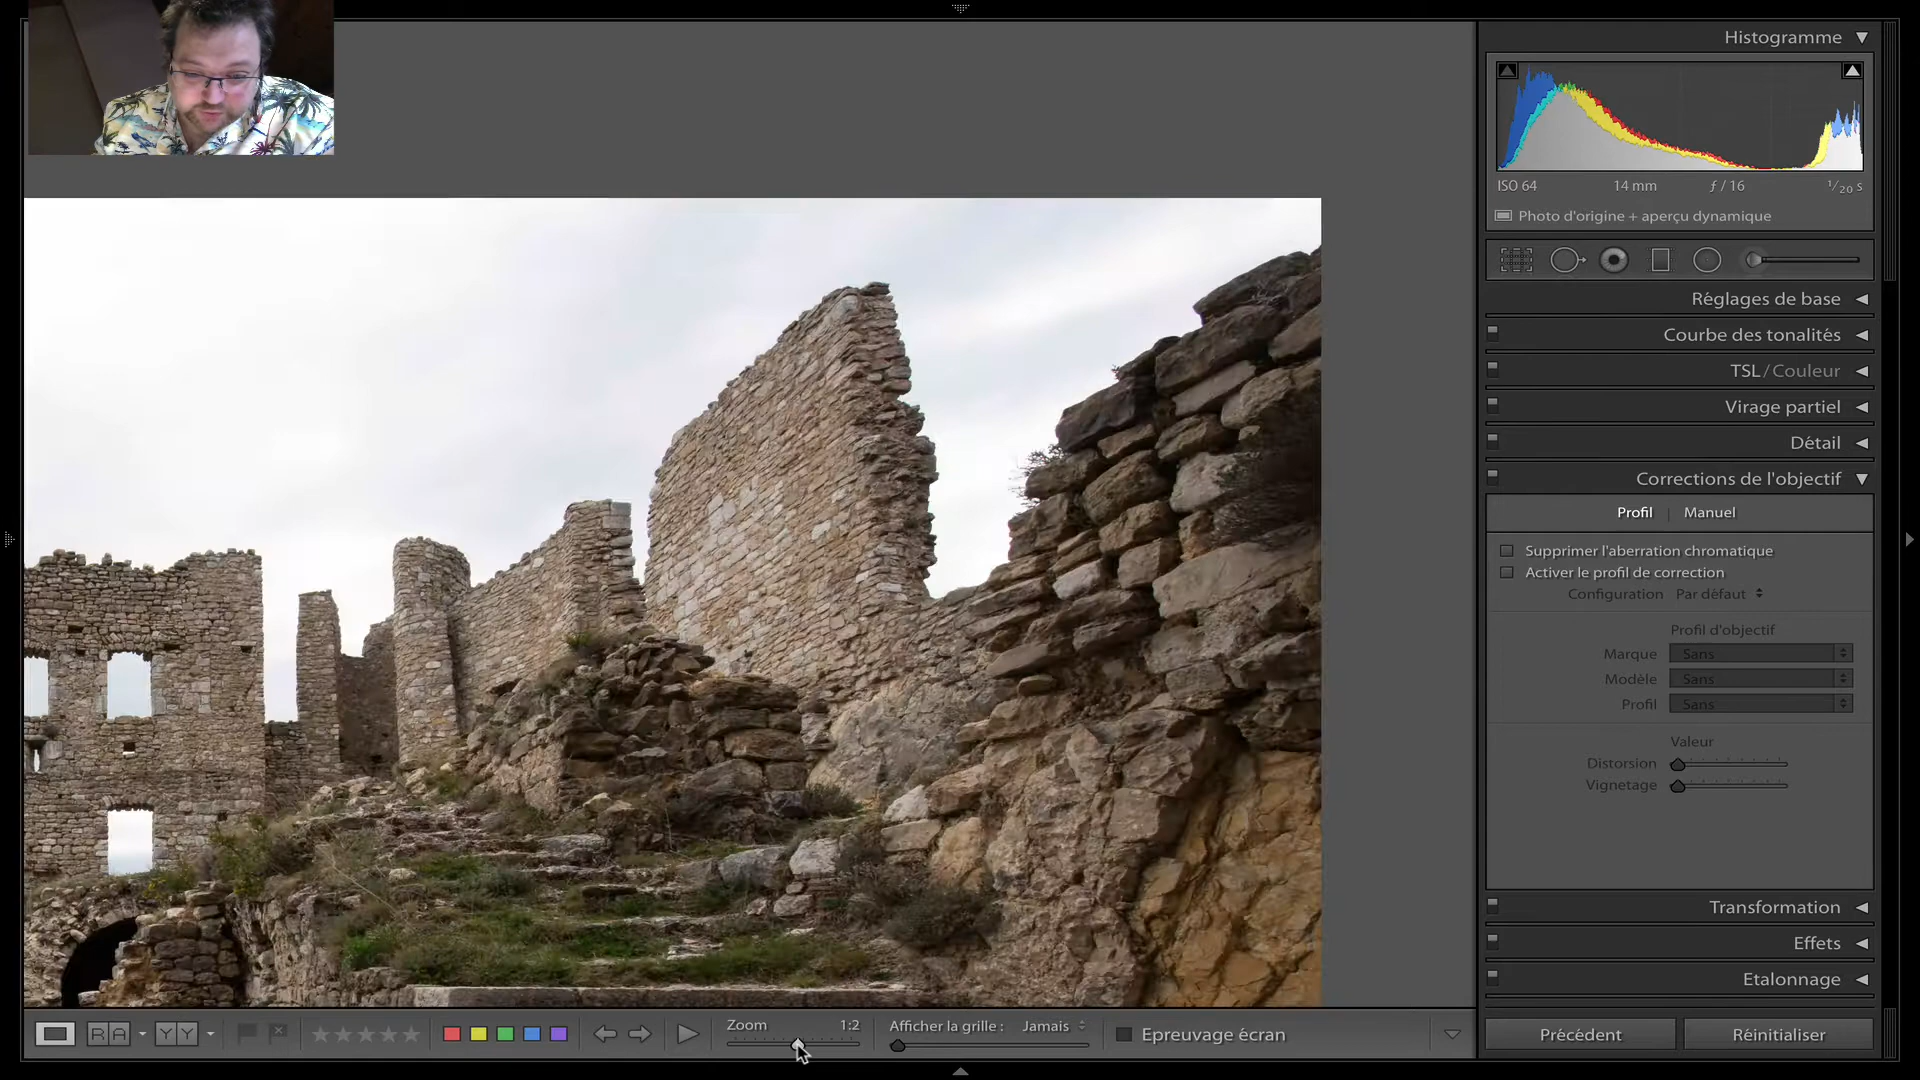 Histogramme
ISO 64 14 mm ƒ / 16 1/20 s
Photo d'origine + aperçu dynamique
Réglages de base
Courbe des tonalités
TSL / Couleur
Virage partiel
Détail
Corrections de l'objectif
Profil | Manuel
Supprimer l'aberration chromatique
Activer le profil de correction
Configuration Par défaut
Profil d'objectif
Marque Sans
Modèle Sans
Profil Sans
Valeur
Distorsion
Vignetage
Transformation
Effets
Etalonnage
R A Y Y Zoom 1:2 Afficher la grille : Jamais Epreuvage écran Précédent Réinitialiser